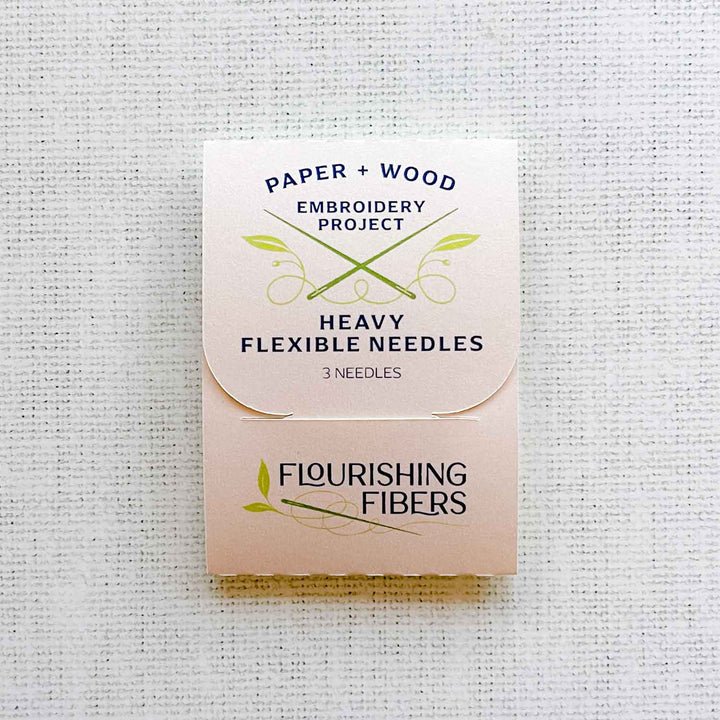 PAPER + WOOD
EMBROIDERY
PROJECT
HEAVY
FLEXIBLE NEEDLES
3 NEEDLES
FLOURISHING
FIBERS